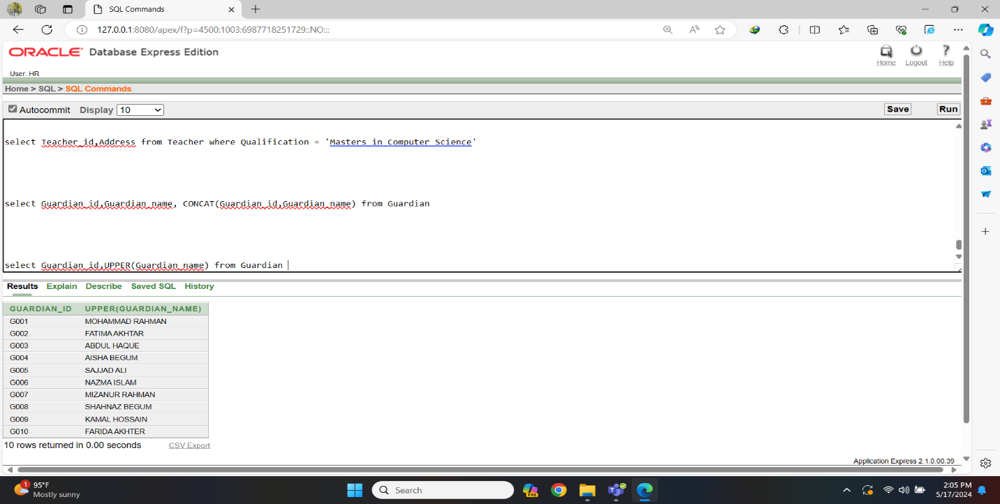 SQL Commands
127.0.0.1:8080/apex/f?p=4500:1003:6987718251729::NO:::
ORACLE Database Express Edition
Home Logout Help
User: HR
Home > SQL > SQL Commands
Autocommit Display 10 Save Run
select Teacher_id,Address from Teacher where Qualification = 'Masters in Computer Science'
select Guardian_id,Guardian_name, CONCAT(Guardian_id,Guardian_name) from Guardian
select Guardian_id,UPPER(Guardian_name) from Guardian
Results Explain Describe Saved SQL History
GUARDIAN_ID UPPER(GUARDIAN_NAME)
G001 MOHAMMAD RAHMAN
G002 FATIMA AKHTAR
G003 ABDUL HAQUE
G004 AISHA BEGUM
G005 SAJJAD ALI
G006 NAZMA ISLAM
G007 MIZANUR RAHMAN
G008 SHAHNAZ BEGUM
G009 KAMAL HOSSAIN
G010 FARIDA AKHTER
10 rows returned in 0.00 seconds CSV Export
Application Express 2.1.0.00.39
1 95°F
Mostly sunny
Search
PRE
2:05 PM
5/17/2024